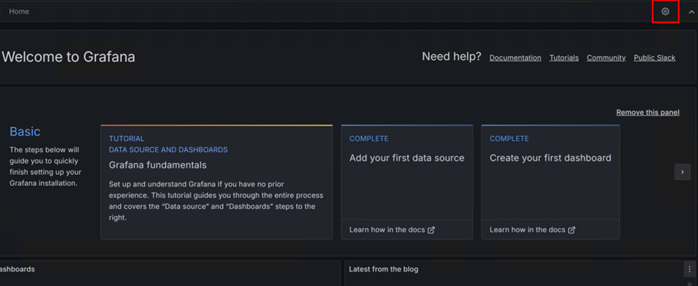 Home
Welcome to Grafana
Need help? Documentation Tutorials Community Public Slack
Remove this panel
Basic
The steps below will
guide you to quickly
finish setting up your
Grafana installation.
TUTORIAL
DATA SOURCE AND DASHBOARDS
Grafana fundamentals
Set up and understand Grafana if you have no prior
experience. This tutorial guides you through the entire process
and covers the "Data source" and "Dashboards" steps to the
right.
COMPLETE
Add your first data source
Learn how in the docs
COMPLETE
Create your first dashboard
Learn how in the docs
ashboards
Latest from the blog